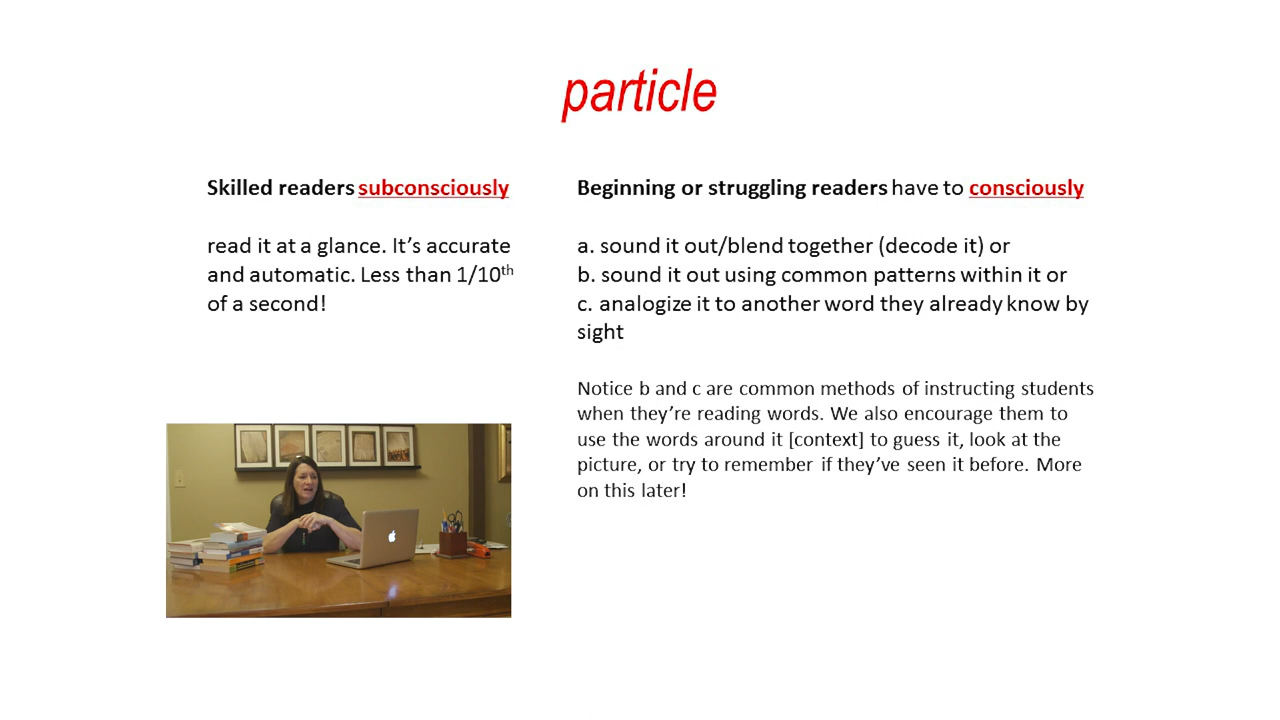 particle
Skilled readers subconsciously
read it at a glance. It's accurate
and automatic. Less than 1/10th
of a second!
Beginning or struggling readers have to consciously
a. sound it out/blend together (decode it) or
b. sound it out using common patterns within it or
c. analogize it to another word they already know by
sight
Notice b and c are common methods of instructing students
when they're reading words. We also encourage them to
use the words around it [context] to guess it, look at the
picture, or try to remember if they've seen it before. More
on this later!